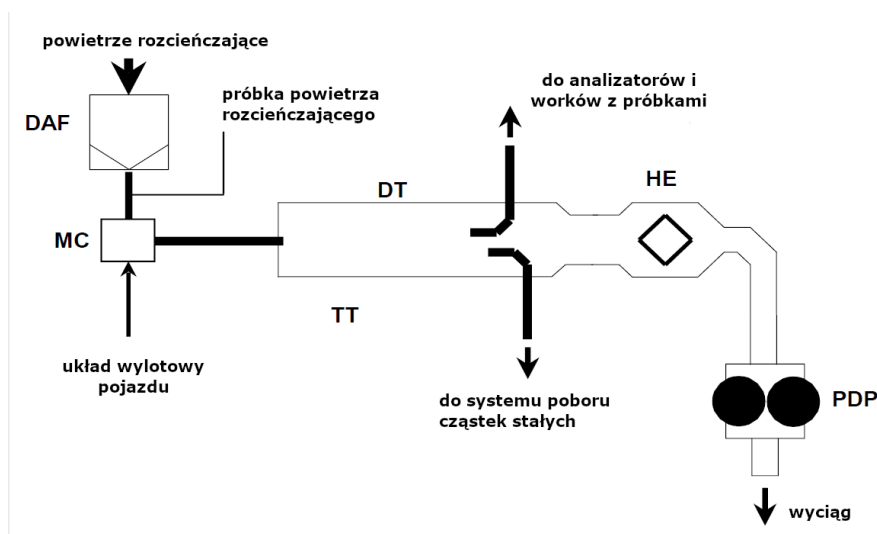 powietrze rozcieńczające
DAF
próbka powietrza
rozcieńczającego
do analizatorów i
worków z próbkami
MC
DT
HE
TT
układ wylotowy
pojazdu
do systemu poboru
cząstek stałych
PDP
wyciąg